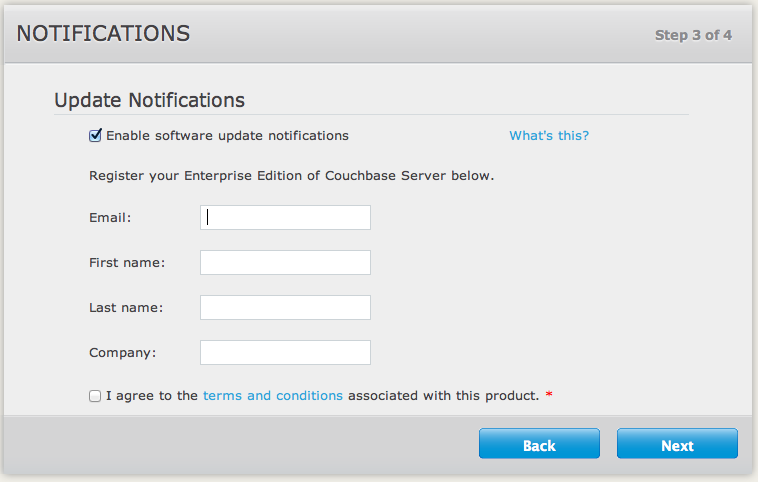 NOTIFICATIONS
Step 3 of 4
Update Notifications
Enable software update notifications
What's this?
Register your Enterprise Edition of Couchbase Server below.
Email:
First name:
Last name:
Company:
I agree to the terms and conditions associated with this product. *
Back
Next